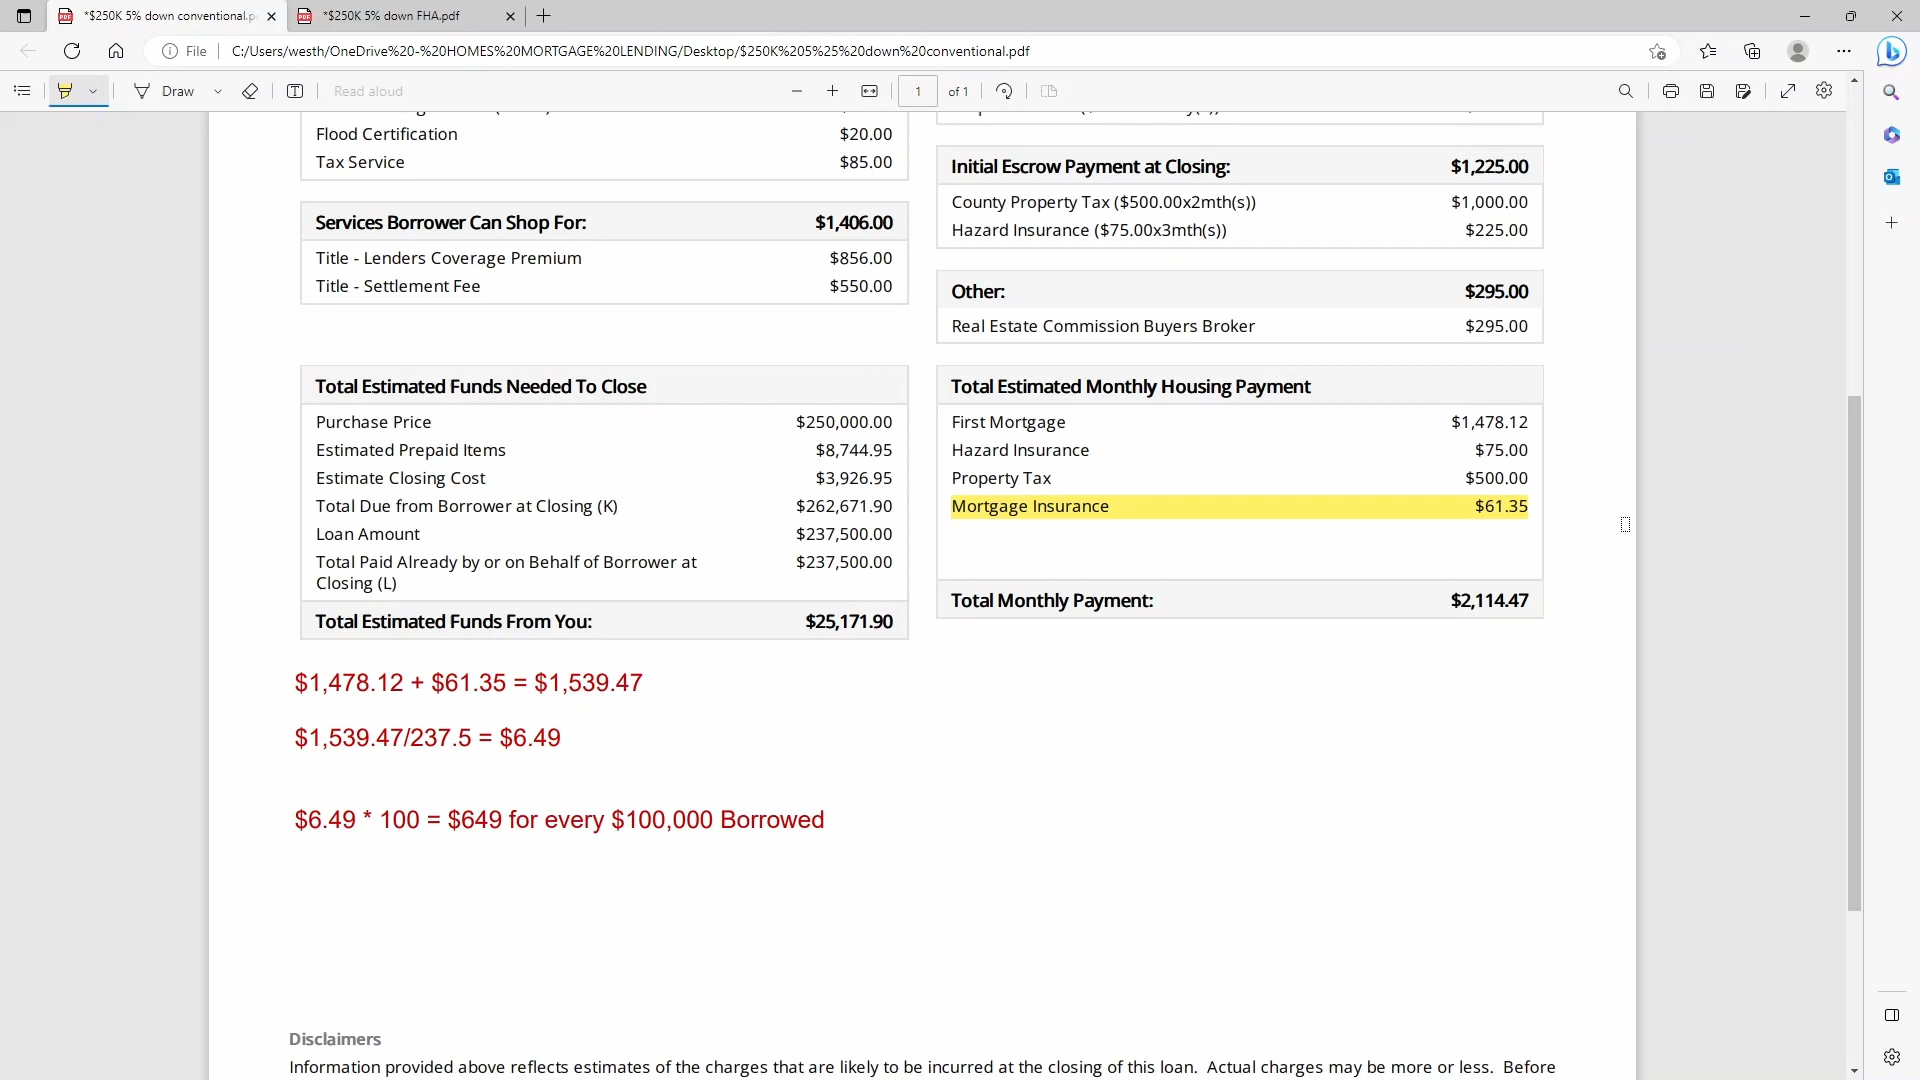 *$250K 5% down conventional.p
*$250K 5% down FHA.pdf
File
C:/Users/westh/OneDrive%20-%20HOMES%20MORTGAGE%20LENDING/Desktop/$250K%205%25%20down%20conventional.pdf
Draw
Read aloud
1 of 1
Flood Certification $20.00
Tax Service $85.00
Services Borrower Can Shop For: $1,406.00
Title - Lenders Coverage Premium $856.00
Title - Settlement Fee $550.00
Initial Escrow Payment at Closing: $1,225.00
County Property Tax ($500.00x2mth(s)) $1,000.00
Hazard Insurance ($75.00x3mth(s)) $225.00
Other: $295.00
Real Estate Commission Buyers Broker $295.00
Total Estimated Funds Needed To Close
Purchase Price $250,000.00
Estimated Prepaid Items $8,744.95
Estimate Closing Cost $3,926.95
Total Due from Borrower at Closing (K) $262,671.90
Loan Amount $237,500.00
Total Paid Already by or on Behalf of Borrower at $237,500.00
Closing (L)
Total Estimated Funds From You: $25,171.90
Total Estimated Monthly Housing Payment
First Mortgage $1,478.12
Hazard Insurance $75.00
Property Tax $500.00
Mortgage Insurance $61.35
Total Monthly Payment: $2,114.47
$1,478.12 + $61.35 = $1,539.47
$1,539.47/237.5 = $6.49
$6.49 * 100 = $649 for every $100,000 Borrowed
Disclaimers
Information provided above reflects estimates of the charges that are likely to be incurred at the closing of this loan. Actual charges may be more or less. Before